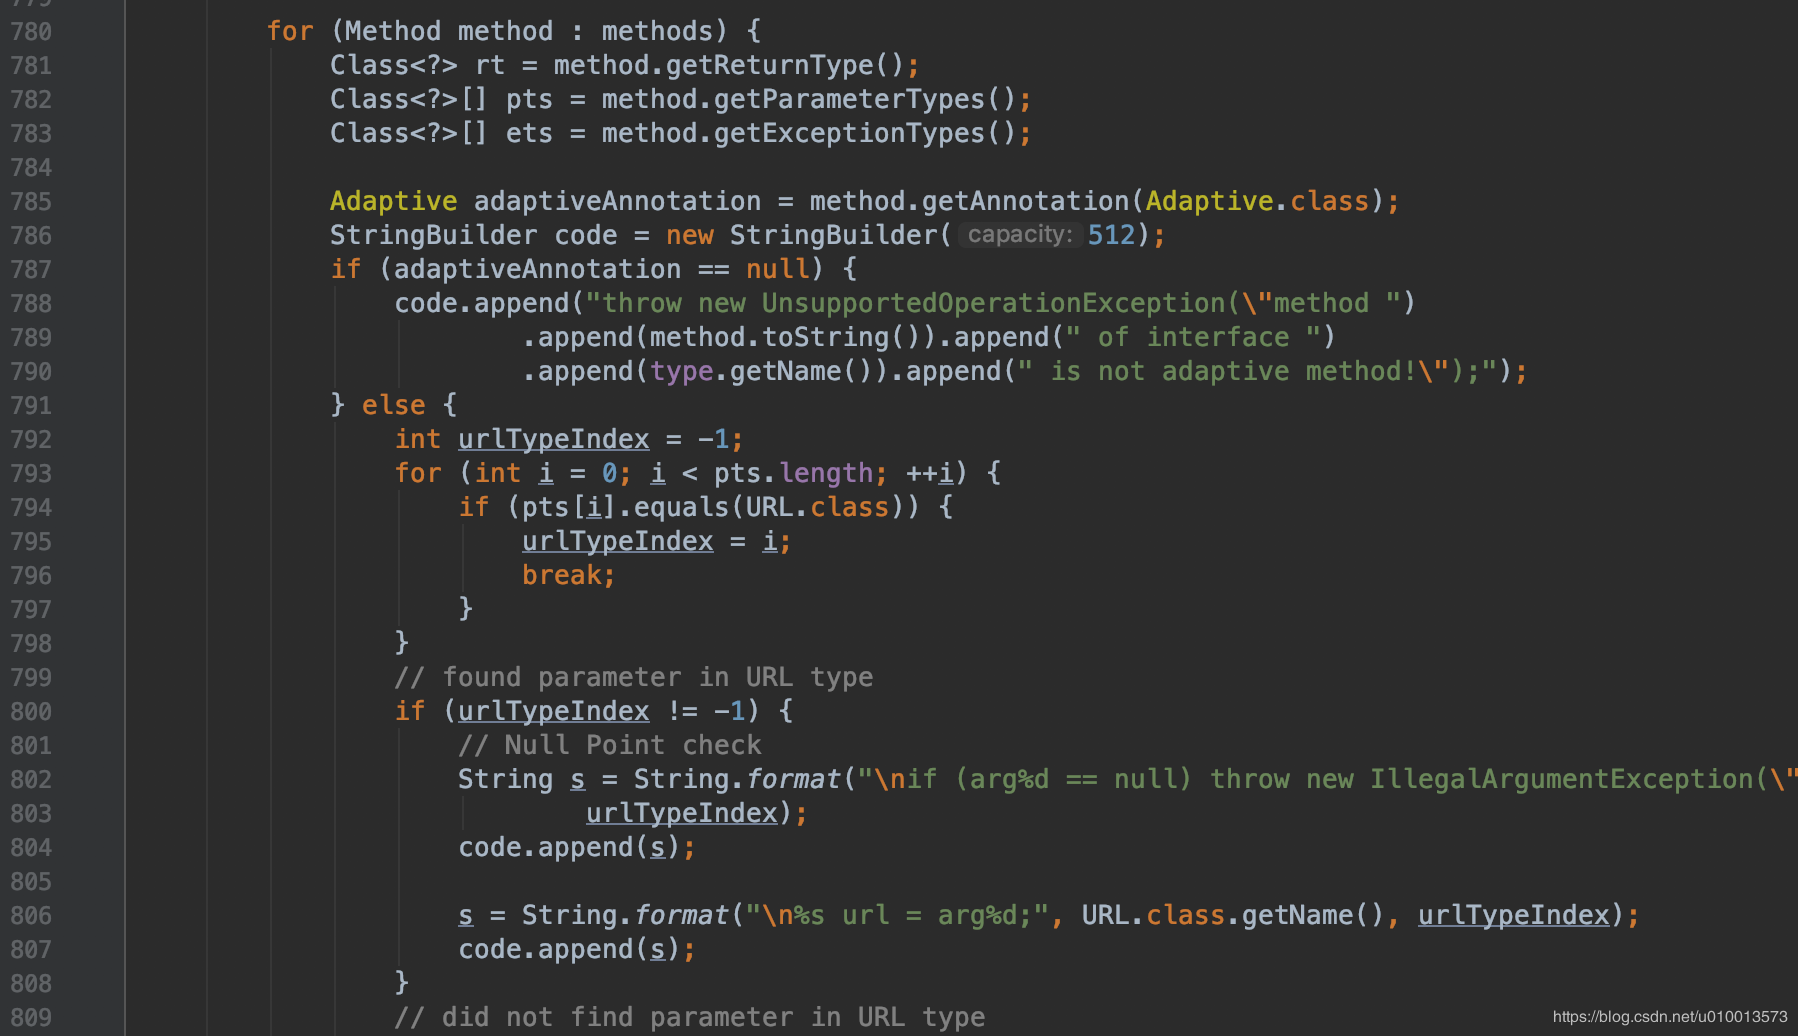 779
780 for (Method method : methods) {
781 Class<?> rt = method.getReturnType();
782 Class<?>[] pts = method.getParameterTypes();
783 Class<?>[] ets = method.getExceptionTypes();
784
785 Adaptive adaptiveAnnotation = method.getAnnotation(Adaptive.class);
786 StringBuilder code = new StringBuilder( capacity: 512);
787 if (adaptiveAnnotation == null) {
788 code.append("throw new UnsupportedOperationException(\"method ")
789 .append(method.toString()).append(" of interface ")
790 .append(type.getName()).append(" is not adaptive method!\");");
791 } else {
792 int urlTypeIndex = -1;
793 for (int i = 0; i < pts.length; ++i) {
794 if (pts[i].equals(URL.class)) {
795 urlTypeIndex = i;
796 break;
797 }
798 }
799 // found parameter in URL type
800 if (urlTypeIndex != -1) {
801 // Null Point check
802 String s = String.format("\nif (arg%d == null) throw new IllegalArgumentException(\"
803 urlTypeIndex);
804 code.append(s);
805
806 s = String.format("\n%s url = arg%d;", URL.class.getName(), urlTypeIndex);
807 code.append(s);
808 }
809 // did not find parameter in URL type
https://blog.csdn.net/u010013573